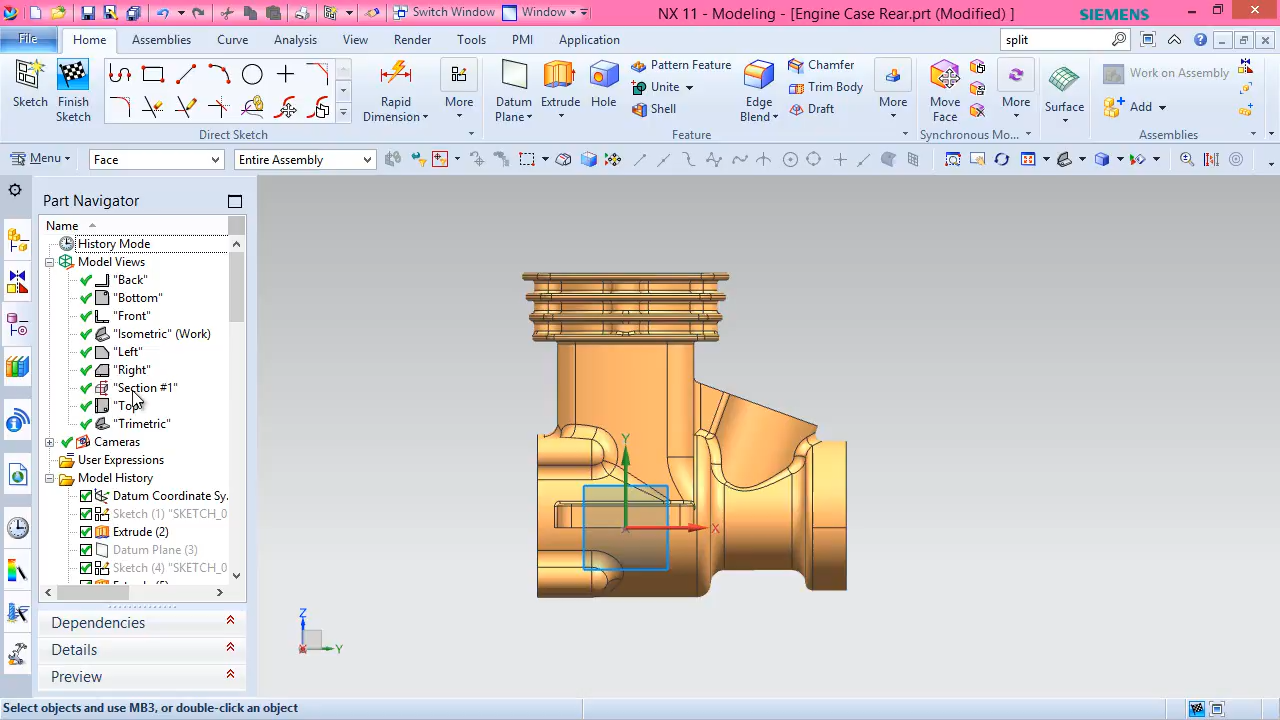 Switch Window
Window
NX 11 - Modeling - [Engine Case Rear.prt (Modified) ]
SIEMENS
File
Home
Assemblies
Curve
Analysis
View
Render
Tools
PMI
Application
split
Sketch
Finish
Sketch
Rapid
Dimension
More
Datum
Plane
Extrude
Hole
Pattern Feature
Unite
Shell
Edge
Blend
Chamfer
Trim Body
Draft
More
Move
Face
More
Surface
Work on Assembly
Add
Direct Sketch
Feature
Synchronous Mo...
Assemblies
Menu
Face
Entire Assembly
Part Navigator
Name
History Mode
Model Views
"Back"
"Bottom"
"Front"
"Isometric" (Work)
"Left"
"Right"
"Section #1"
"Top"
"Trimetric"
Cameras
User Expressions
Model History
Datum Coordinate Sy.
Sketch (1) "SKETCH_0
Extrude (2)
Datum Plane (3)
Sketch (4) "SKETCH_0
Extrude (5)
Dependencies
Details
Preview
Y
X
X
Z
Y
Select objects and use MB3, or double-click an object